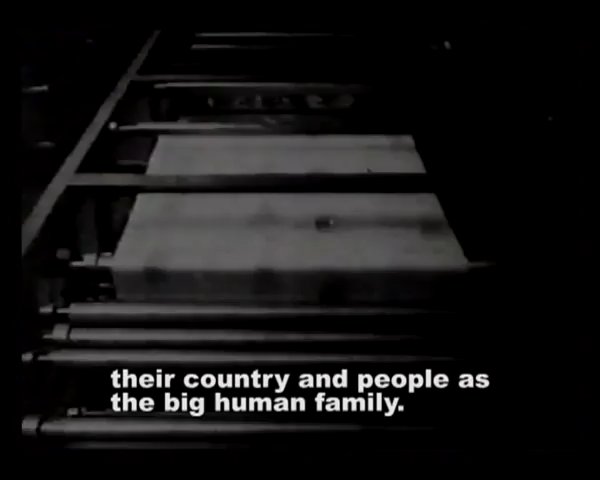 their country and people as
the big human family.